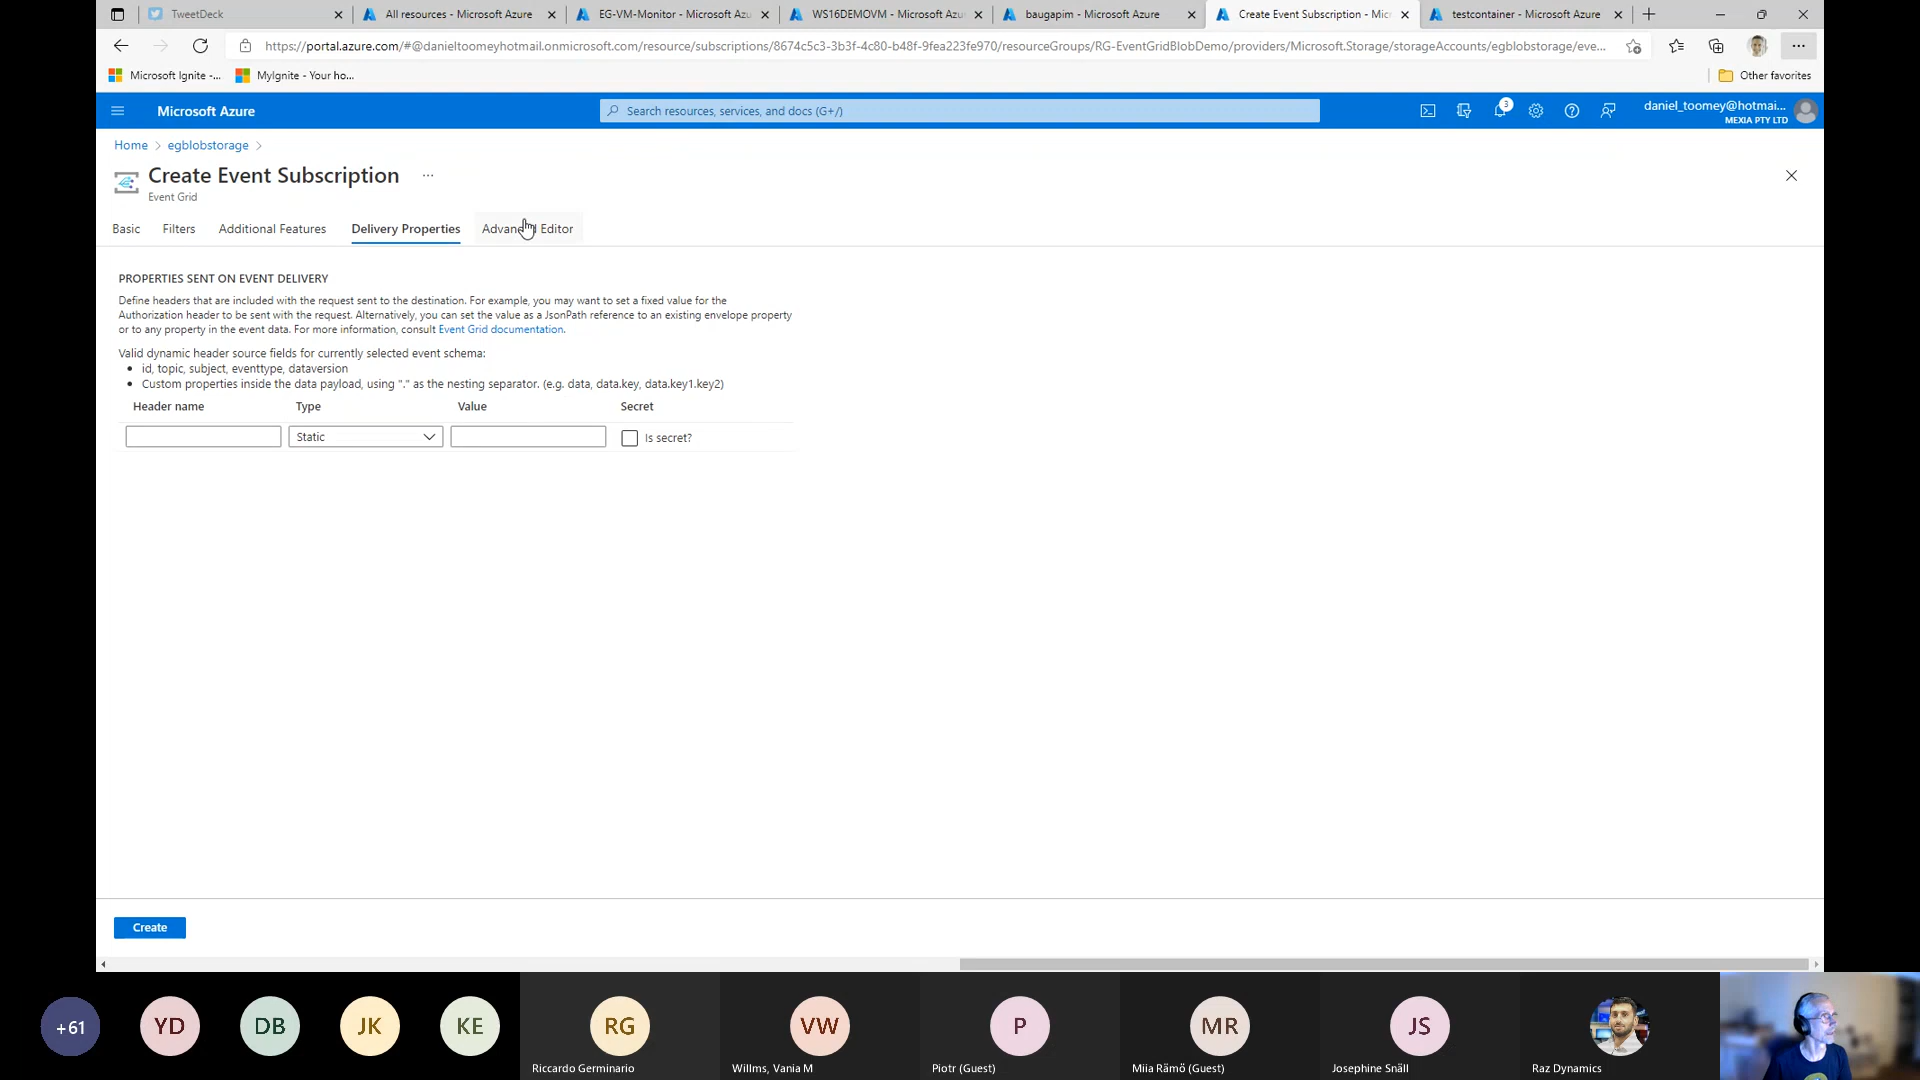 TweetDeck
All resources - Microsoft Azure
EG-VM-Monitor - Microsoft Azu
WS16DEMOVM - Microsoft Azu
baugapim - Microsoft Azure
Create Event Subscription - Micr
testcontainer - Microsoft Azure
https://portal.azure.com/#@danieltoomeyhotmail.onmicrosoft.com/resource/subscriptions/8674c5c3-3b3f-4c80-b48f-9fea223fe970/resourceGroups/RG-EventGridBlobDemo/providers/Microsoft.Storage/storageAccounts/egblobstorage/eve...
Microsoft Ignite -...
MyIgnite - Your ho...
Other favorites
Microsoft Azure
Search resources, services, and docs (G+/)
3
daniel_toomey@hotmai...
MEXIA PTY LTD
Home > egblobstorage >
Create Event Subscription ...
Event Grid
Basic
Filters
Additional Features
Delivery Properties
Advanced Editor
PROPERTIES SENT ON EVENT DELIVERY
Define headers that are included with the request sent to the destination. For example, you may want to set a fixed value for the
Authorization header to be sent with the request. Alternatively, you can set the value as a JsonPath reference to an existing envelope property
or to any property in the event data. For more information, consult Event Grid documentation.
Valid dynamic header source fields for currently selected event schema:
• id, topic, subject, eventtype, dataversion
• Custom properties inside the data payload, using "." as the nesting separator. (e.g. data, data.key, data.key1.key2)
Header name
Type
Value
Secret
Static
Is secret?
Create
+61
YD
DB
JK
KE
RG
VW
P
MR
JS
Riccardo Germinario
Willms, Vania M
Piotr (Guest)
Miia Rämö (Guest)
Josephine Snäll
Raz Dynamics